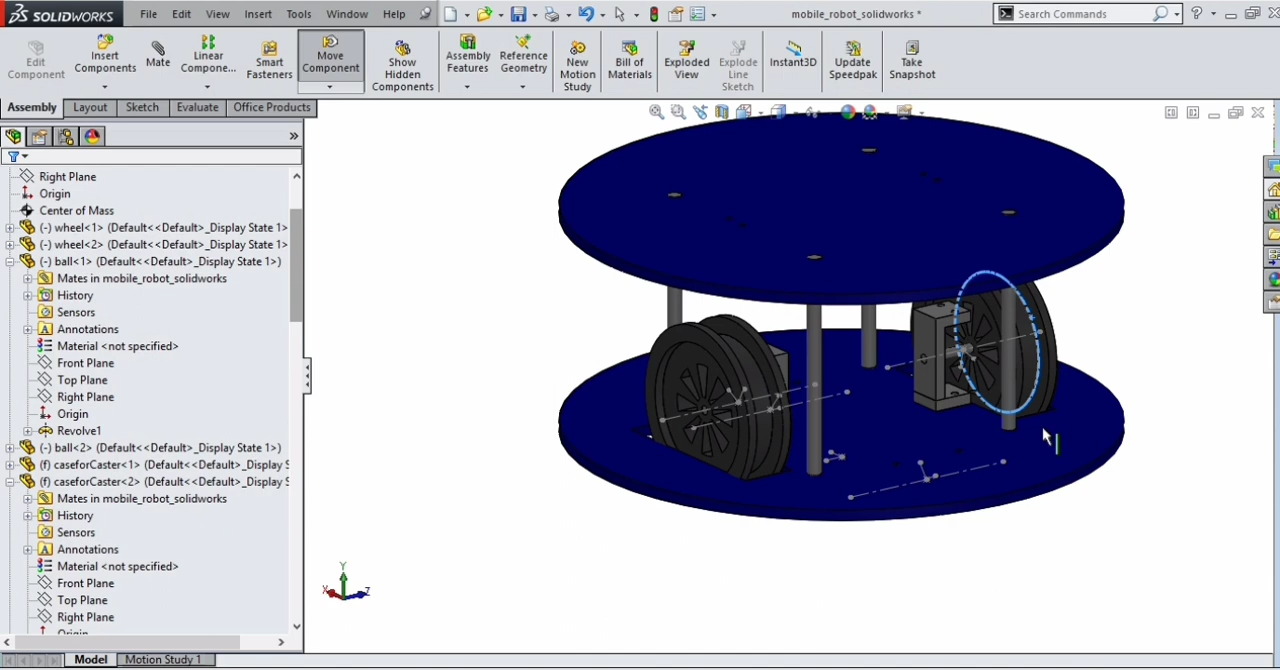 SOLIDWORKS File Edit View Insert Tools Window Help mobile_robot_solidworks * Search Commands
Edit Component
Insert Components
Mate
Linear Compone...
Smart Fasteners
Move Component
Show Hidden Components
Assembly Features
Reference Geometry
New Motion Study
Bill of Materials
Exploded View
Explode Line Sketch
Instant3D
Update Speedpak
Take Snapshot
Assembly Layout Sketch Evaluate Office Products
Right Plane
Origin
Center of Mass
(-) wheel<1> (Default<<Default>_Display State 1>)
(-) wheel<2> (Default<<Default>_Display State 1>)
(-) ball<1> (Default<<Default>_Display State 1>)
Mates in mobile_robot_solidworks
History
Sensors
Annotations
Material <not specified>
Front Plane
Top Plane
Right Plane
Origin
Revolve1
(-) ball<2> (Default<<Default>_Display State 1>)
(f) caseforCaster<1> (Default<<Default>_Display S
(f) caseforCaster<2> (Default<<Default>_Display S
Mates in mobile_robot_solidworks
History
Sensors
Annotations
Material <not specified>
Front Plane
Top Plane
Right Plane
Origin
Y
X
Z
Model Motion Study 1